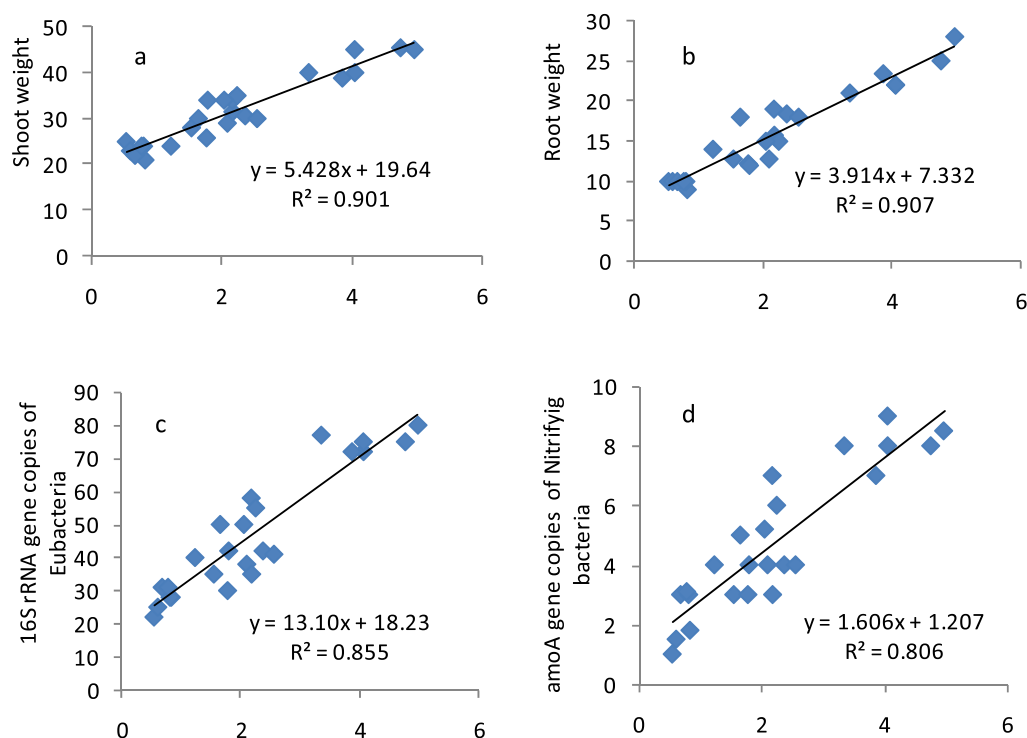 Shoot weight
50
40
30
20
10
0
a
y = 5.428x + 19.64
R² = 0.901
0 2 4 6
Root weight
30
25
20
15
10
5
0
b
y = 3.914x + 7.332
R² = 0.907
0 2 4 6
16S rRNA gene copies of
Eubacteria
90
80
70
60
50
40
30
20
10
0
c
y = 13.10x + 18.23
R² = 0.855
0 2 4 6
amoA gene copies of Nitrifyig
bacteria
10
8
6
4
2
0
d
y = 1.606x + 1.207
R² = 0.806
0 2 4 6